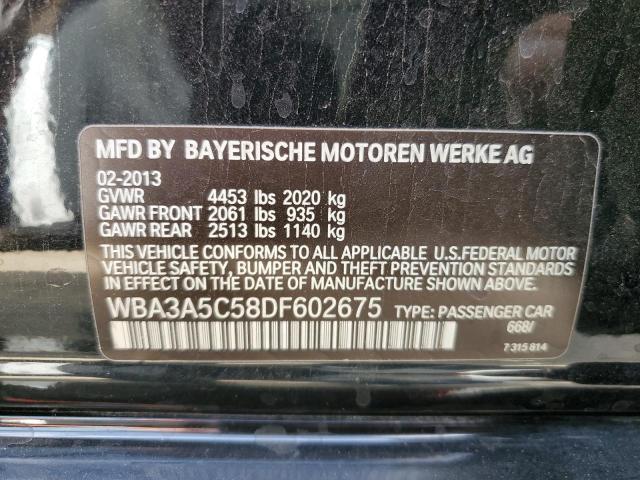 MFD BY BAYERISCHE MOTOREN WERKE AG
02-2013
GVWR 4453 lbs 2020 kg
GAWR FRONT 2061 lbs 935 kg
GAWR REAR 2513 lbs 1140 kg
THIS VEHICLE CONFORMS TO ALL APPLICABLE U.S.FEDERAL MOTOR
VEHICLE SAFETY, BUMPER AND THEFT PREVENTION STANDARDS
IN EFFECT ON THE DATE OF MANUFACTURE SHOWN ABOVE.
WBA3A5C58DF602675 TYPE: PASSENGER CAR
668/
7 315 814